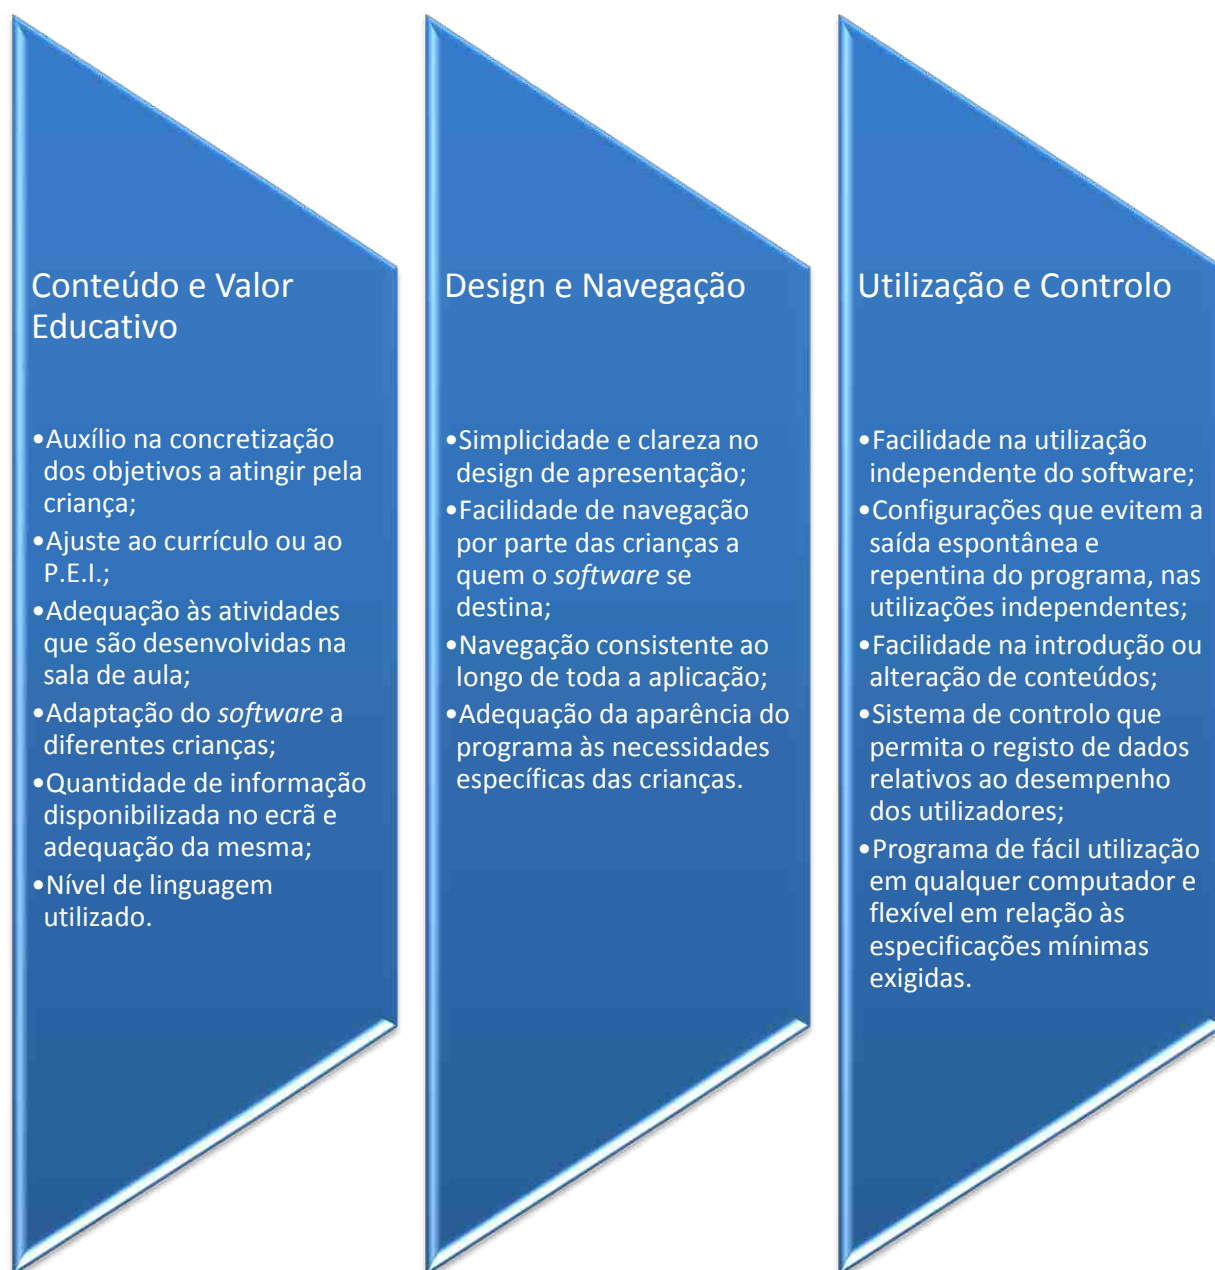 Conteúdo e Valor
Educativo
•Auxílio na concretização
dos objetivos a atingir pela
criança;
•Ajuste ao currículo ou ao
P.E.I.;
•Adequação às atividades
que são desenvolvidas na
sala de aula;
•Adaptação do software a
diferentes crianças;
•Quantidade de informação
disponibilizada no ecrã e
adequação da mesma;
•Nível de linguagem
utilizado.
Design e Navegação
•Simplicidade e clareza no
design de apresentação;
•Facilidade de navegação
por parte das crianças a
quem o software se
destina;
•Navegação consistente ao
longo de toda a aplicação;
•Adequação da aparência do
programa às necessidades
específicas das crianças.
Utilização e Controlo
•Facilidade na utilização
independente do software;
•Configurações que evitem a
saída espontânea e
repentina do programa, nas
utilizações independentes;
•Facilidade na introdução ou
alteração de conteúdos;
•Sistema de controlo que
permita o registo de dados
relativos ao desempenho
dos utilizadores;
•Programa de fácil utilização
em qualquer computador e
flexível em relação às
especificações mínimas
exigidas.